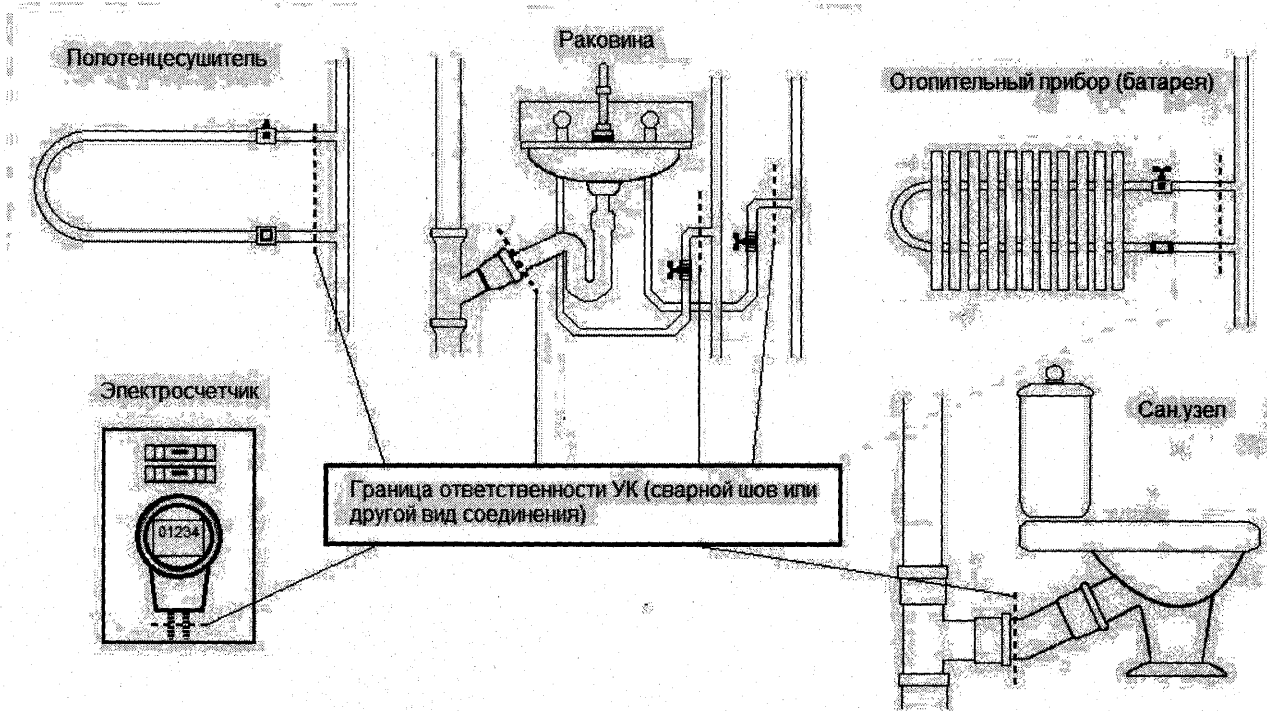 Полотенцесушитель
Раковина
Отопительный прибор (батарея)
Электросчетчик
01234
Сан.узел
Граница ответственности УК (сварной шов или
другой вид соединения)